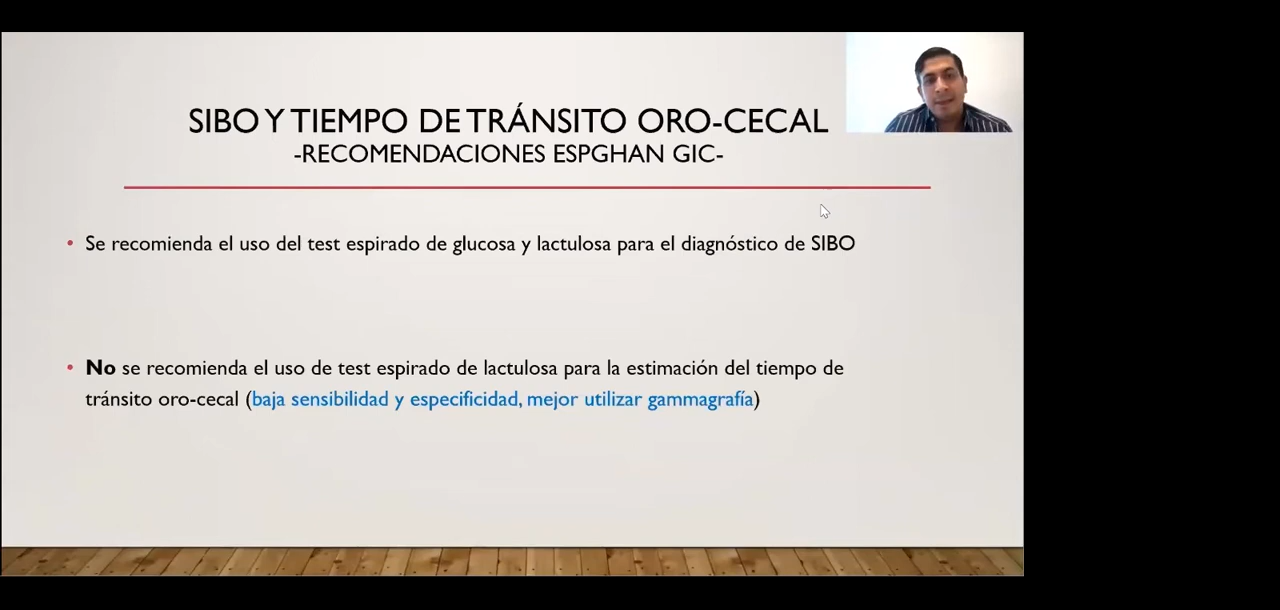 SIBO Y TIEMPO DE TRÁNSITO ORO-CECAL
-RECOMENDACIONES ESPGHAN GIC-
• Se recomienda el uso del test espirado de glucosa y lactulosa para el diagnóstico de SIBO
• No se recomienda el uso de test espirado de lactulosa para la estimación del tiempo de
tránsito oro-cecal (baja sensibilidad y especificidad, mejor utilizar gammagrafía)